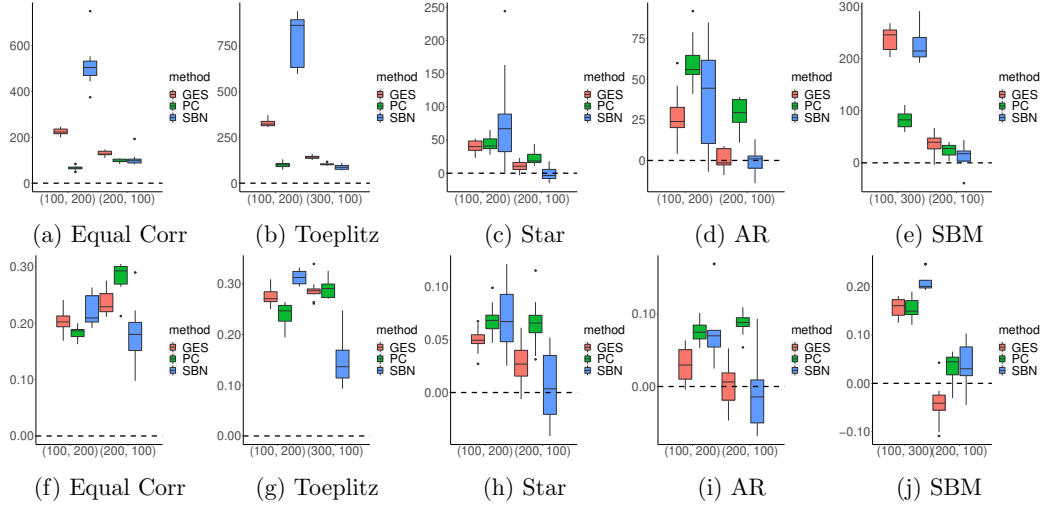 600
400
200
0
(100, 200) (200, 100)
method
GES
PC
SBN
(a) Equal Corr
750
500
250
0
(100, 200) (300, 100)
method
GES
PC
SBN
(b) Toeplitz
250
200
150
100
50
0
(100, 200) (200, 100)
method
GES
PC
SBN
(c) Star
75
50
25
0
(100, 200) (200, 100)
method
GES
PC
SBN
(d) AR
300
200
100
0
(100, 300) (200, 100)
method
GES
PC
SBN
(e) SBM
0.30
0.20
0.10
0.00
(100, 200) (200, 100)
method
GES
PC
SBN
(f) Equal Corr
0.30
0.20
0.10
0.00
(100, 200) (300, 100)
method
GES
PC
SBN
(g) Toeplitz
0.10
0.05
0.00
(100, 200) (200, 100)
method
GES
PC
SBN
(h) Star
0.10
0.00
(100, 200) (200, 100)
method
GES
PC
SBN
(i) AR
0.20
0.10
0.00
−0.10
(100, 300) (200, 100)
method
GES
PC
SBN
(j) SBM